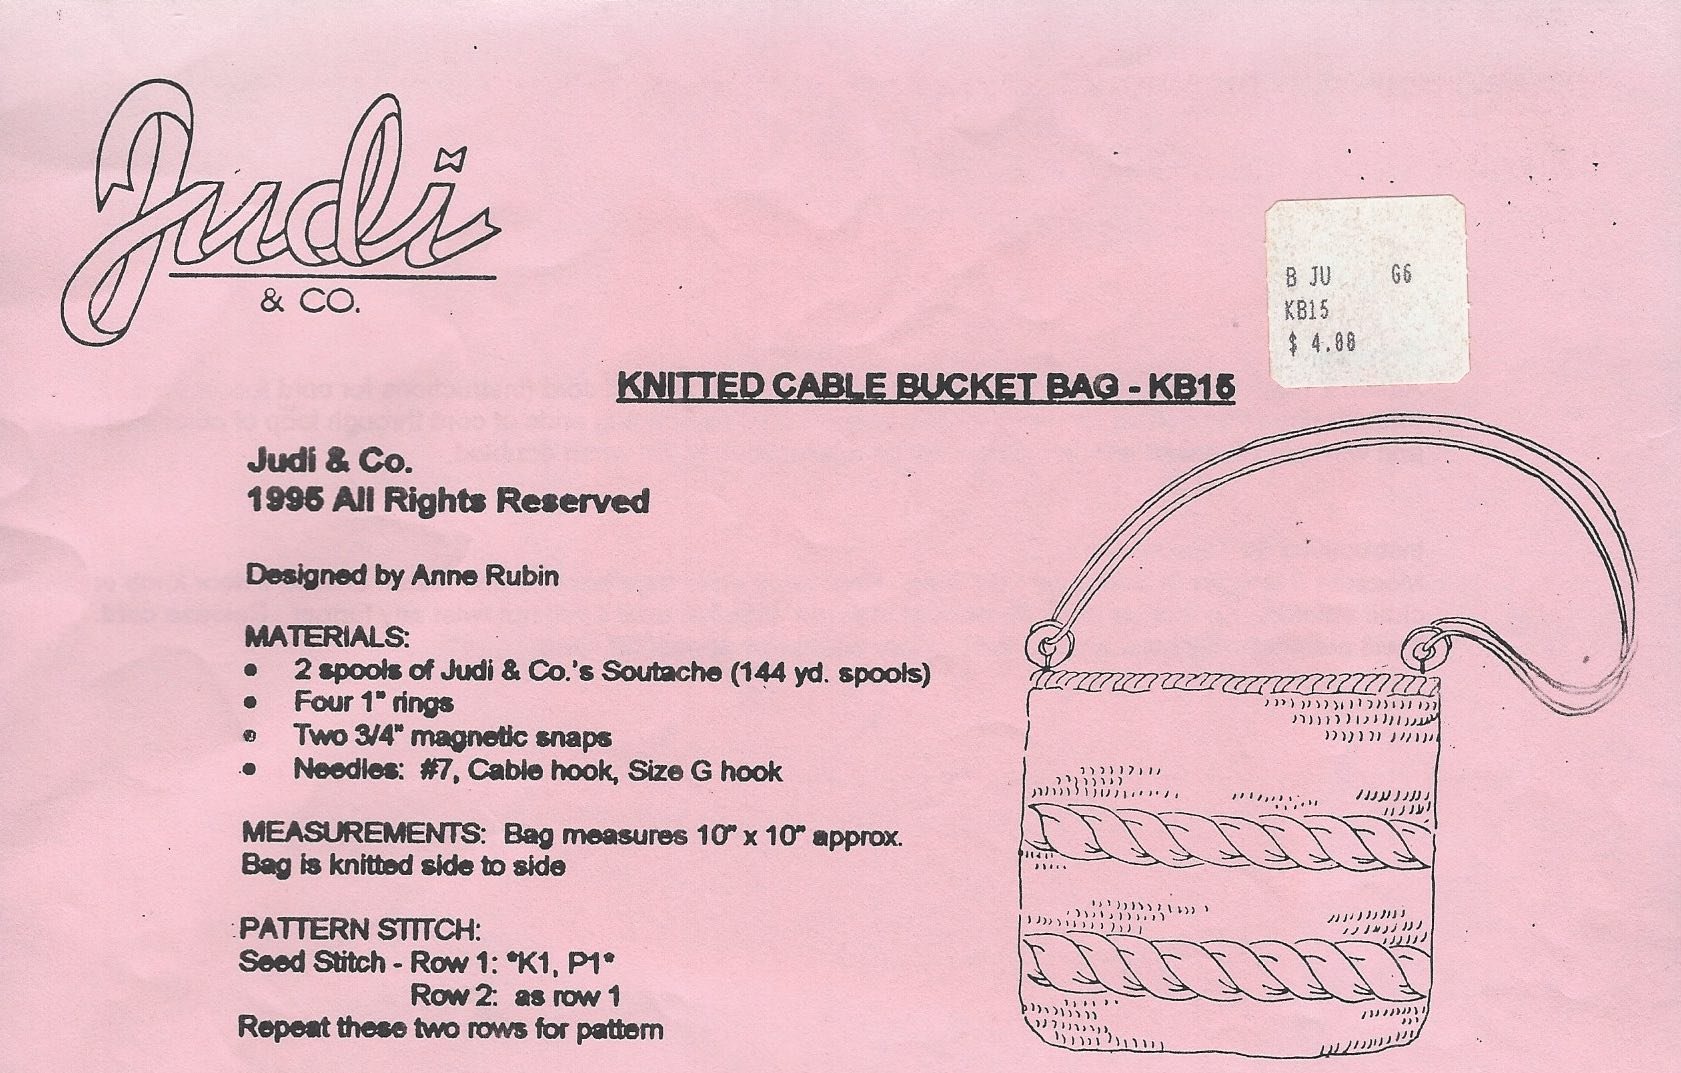 Judi
& CO.
B JU G6
KB15
$ 4.00
KNITTED CABLE BUCKET BAG - KB15
Judi & Co.
1995 All Rights Reserved
Designed by Anne Rubin
MATERIALS:
• 2 spools of Judi & Co.'s Soutache (144 yd. spools)
• Four 1" rings
• Two 3/4" magnetic snaps
• Needles: #7, Cable hook, Size G hook
MEASUREMENTS: Bag measures 10" x 10" approx.
Bag is knitted side to side
PATTERN STITCH:
Seed Stitch - Row 1: *K1, P1*
Row 2: as row 1
Repeat these two rows for pattern